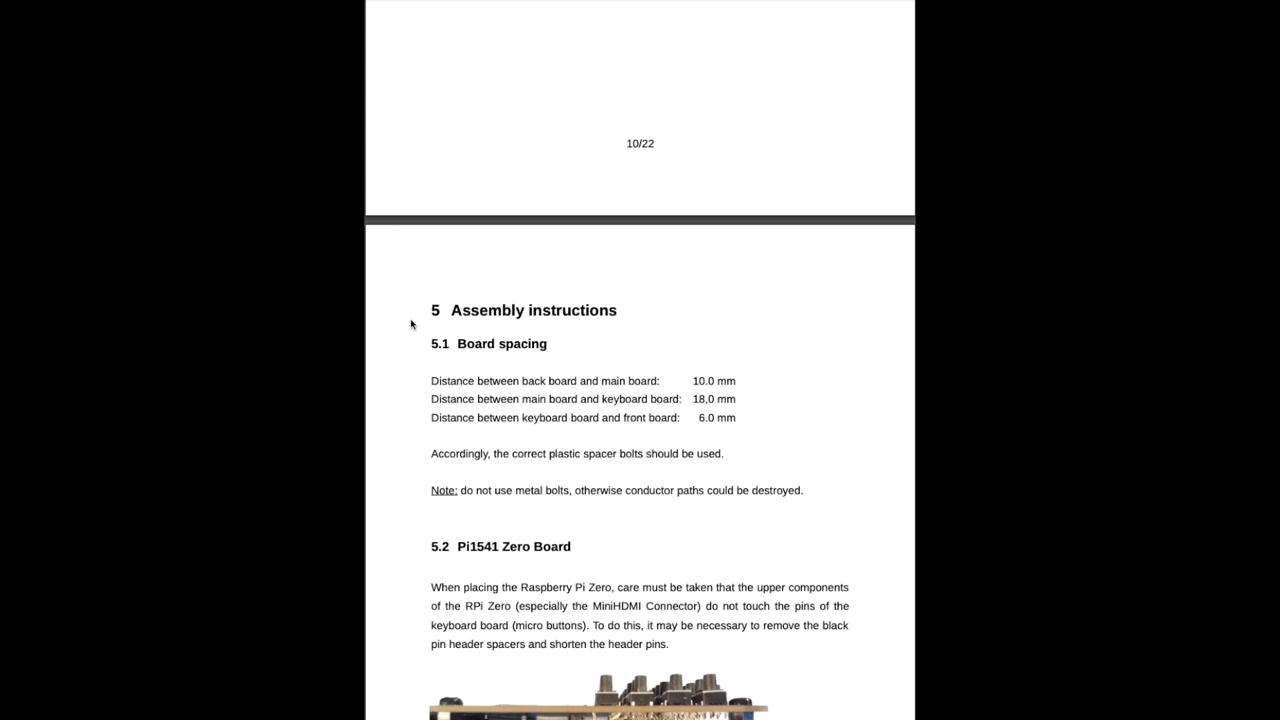 10/22
5 Assembly instructions
5.1 Board spacing
Distance between back board and main board: 10.0 mm
Distance between main board and keyboard board: 18,0 mm
Distance between keyboard board and front board: 6.0 mm
Accordingly, the correct plastic spacer bolts should be used.
Note: do not use metal bolts, otherwise conductor paths could be destroyed.
5.2 Pi1541 Zero Board
When placing the Raspberry Pi Zero, care must be taken that the upper components
of the RPi Zero (especially the MiniHDMI Connector) do not touch the pins of the
keyboard board (micro buttons). To do this, it may be necessary to remove the black
pin header spacers and shorten the header pins.